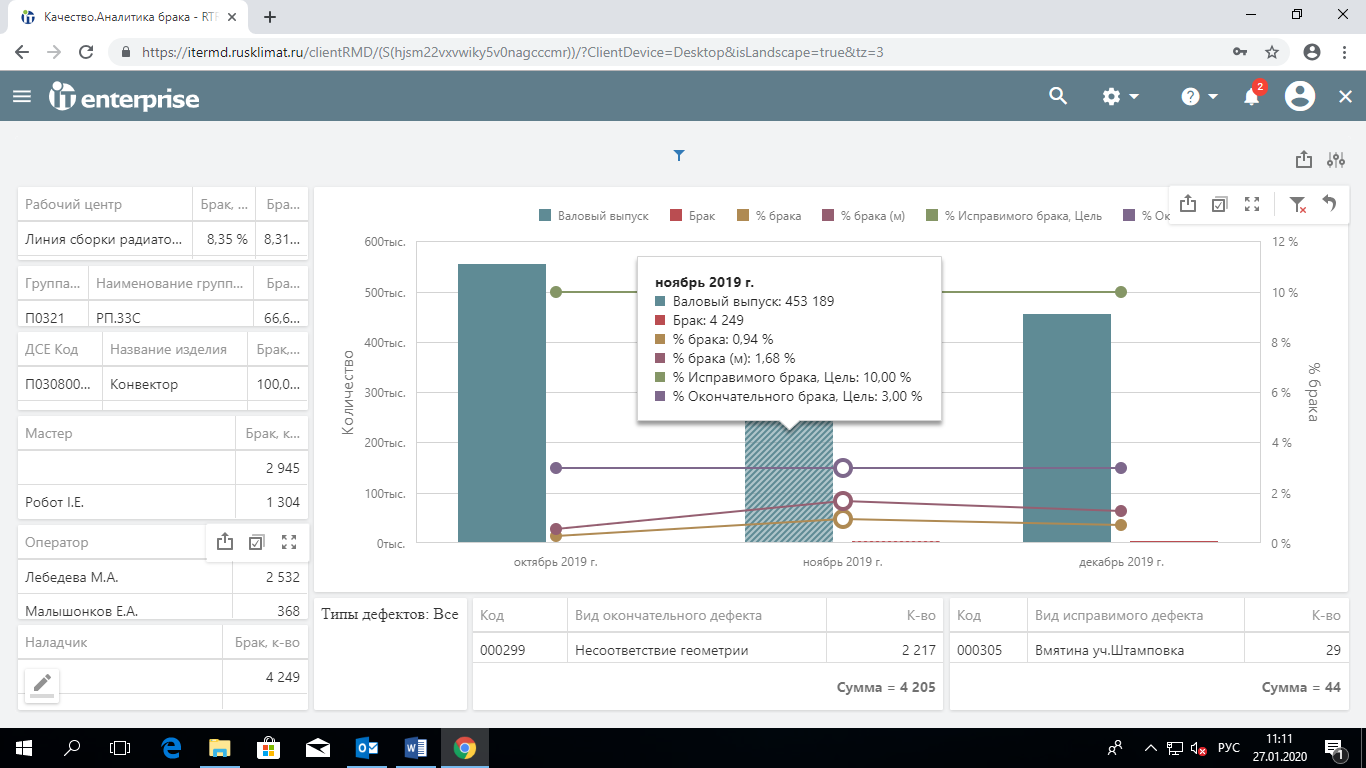 Качество.Аналитика брака - RTF
https://itermd.rusklimat.ru/clientRMD/(S(hjsm22vxvwiky5v0nagcccmr))/?ClientDevice=Desktop&isLandscape=true&tz=3
it enterprise
2
Рабочий центр Брак, ... Бра...
Линия сборки радиато... 8,35 % 8,31...
Группа... Наименование групп... Бра...
П0321 РП.33С 66,6...
ДСЕ Код Название изделия Брак,...
П030800... Конвектор 100,0...
Мастер Брак, к...
2 945
Робот I.E. 1 304
Оператор
Лебедева М.А. 2 532
Малышонков Е.А. 368
Наладчик Брак, к-во
4 249
Валовый выпуск Брак % брака % брака (м) % Исправимого брака, Цель % Ок
600тыс. 12 %
500тыс. 10 %
400тыс. 8 %
300тыс. 6 %
200тыс. 4 %
100тыс. 2 %
0тыс. 0 %
Количество
% брака
ноябрь 2019 г.
Валовый выпуск: 453 189
Брак: 4 249
% брака: 0,94 %
% брака (м): 1,68 %
% Исправимого брака, Цель: 10,00 %
% Окончательного брака, Цель: 3,00 %
октябрь 2019 г. ноябрь 2019 г. декабрь 2019 г.
Типы дефектов: Все
Код Вид окончательного дефекта К-во
000299 Несоответствие геометрии 2 217
Сумма = 4 205
Код Вид исправимого дефекта К-во
000305 Вмятина уч.Штамповка 29
Сумма = 44
РУС
11:11
27.01.2020
1